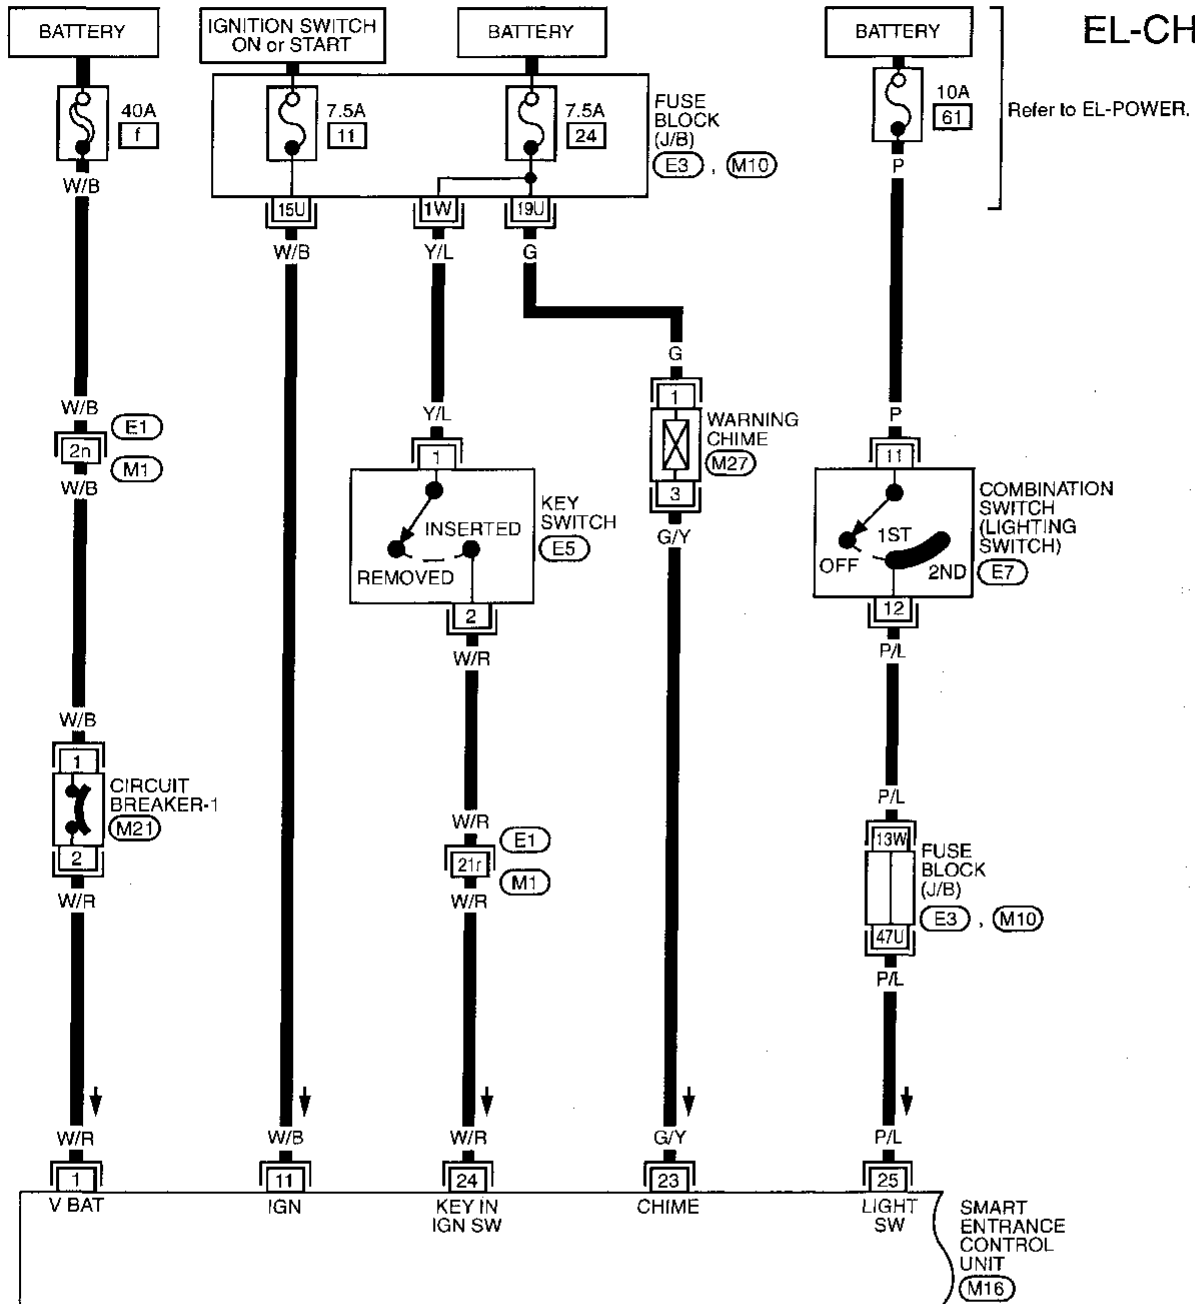 EL-CH
BATTERY
IGNITION SWITCH
ON or START
BATTERY
BATTERY
40A
f
7.5A
11
7.5A
24
FUSE
BLOCK
(J/B)
E3 , M10
10A
61
Refer to EL-POWER.
W/B
P
15U
1W
19U
W/B
Y/L
G
G
W/B
E1
2n
M1
W/B
Y/L
1
1
WARNING
CHIME
M27
3
G/Y
P
11
KEY
SWITCH
E5
INSERTED
REMOVED
2
W/R
COMBINATION
SWITCH
(LIGHTING
SWITCH)
E7
1ST
OFF
2ND
12
P/L
W/B
1
CIRCUIT
BREAKER-1
M21
2
W/R
W/R
E1
21r
M1
W/R
P/L
13W
FUSE
BLOCK
(J/B)
E3 , M10
47U
P/L
W/R
W/B
W/R
G/Y
P/L
1
11
24
23
25
V BAT
IGN
KEY IN
IGN SW
CHIME
LIGHT
SW
SMART
ENTRANCE
CONTROL
UNIT
M16